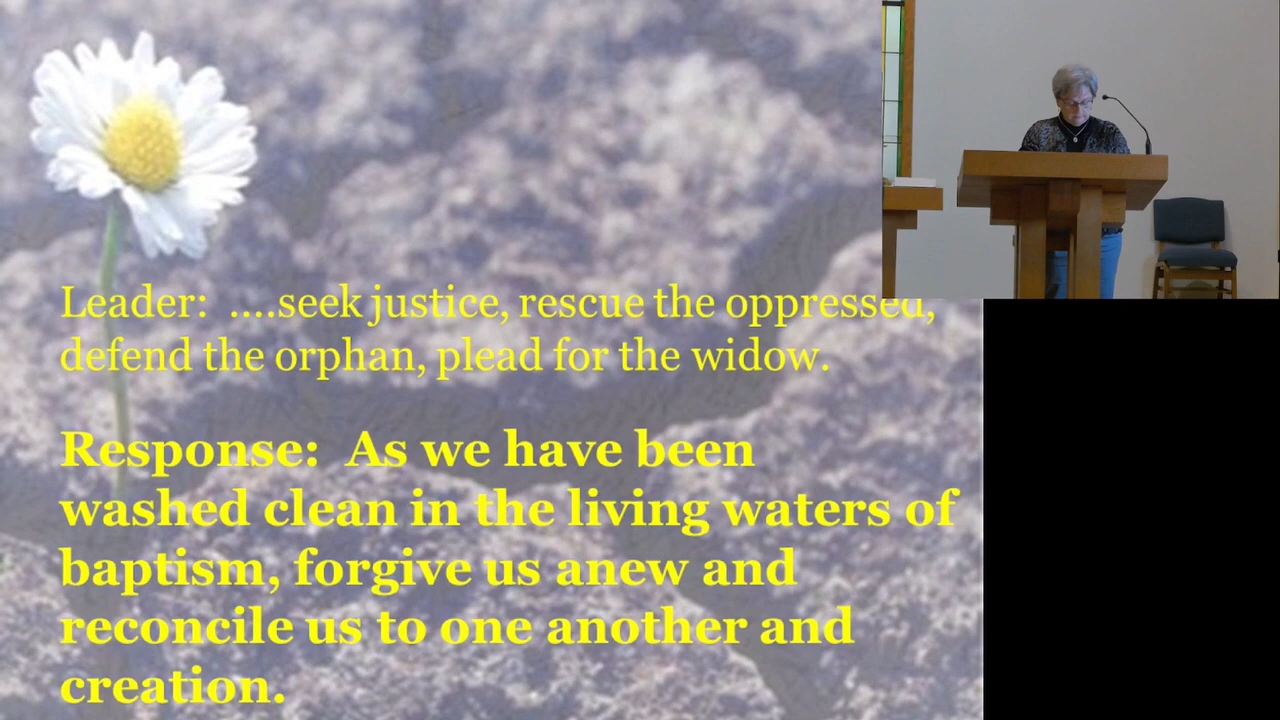 Leader:  ....seek justice, rescue the oppressed,
defend the orphan, plead for the widow.
Response:  As we have been
washed clean in the living waters of
baptism, forgive us anew and
reconcile us to one another and
creation.